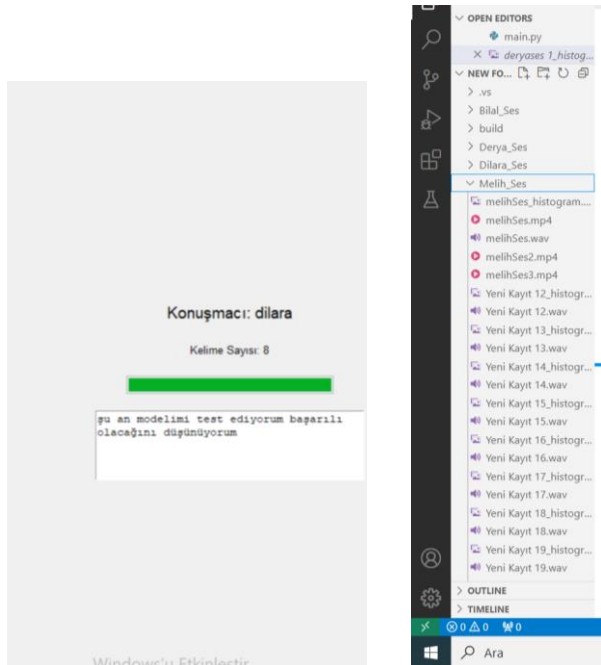 Konuşmacı: dilara
Kelime Sayısı: 8
şu an modelimi test ediyorum başarılı
olacağını düşünüyorum
Windows'u Etkinleştir
OPEN EDITORS
main.py
deryases 1_histog...
NEW FO...
.vs
Bilal_Ses
build
Derya_Ses
Dilara_Ses
Melih_Ses
melihSes_histogram....
melihSes.mp4
melihSes.wav
melihSes2.mp4
melihSes3.mp4
Yeni Kayıt 12_histogr...
Yeni Kayıt 12.wav
Yeni Kayıt 13_histogr...
Yeni Kayıt 13.wav
Yeni Kayıt 14_histogr...
Yeni Kayıt 14.wav
Yeni Kayıt 15_histogr...
Yeni Kayıt 15.wav
Yeni Kayıt 16_histogr...
Yeni Kayıt 16.wav
Yeni Kayıt 17_histogr...
Yeni Kayıt 17.wav
Yeni Kayıt 18_histogr...
Yeni Kayıt 18.wav
Yeni Kayıt 19_histogr...
Yeni Kayıt 19.wav
OUTLINE
TIMELINE
0 0 0
Ara